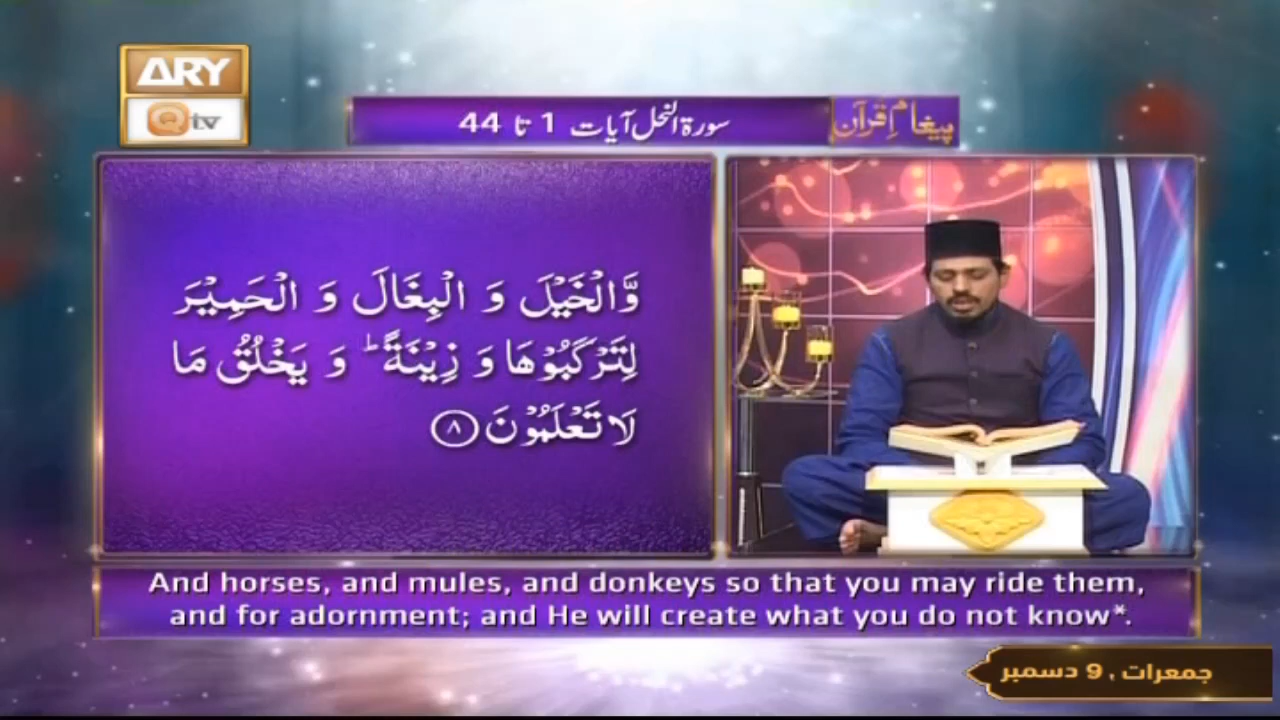 ARY
Qtv
پیغامِ قرآن
سورۃ النحل آیات 1 تا 44
وَّالْخَيْلَ وَ الْبِغَالَ وَ الْحَمِيْرَ
لِتَرْكَبُوْهَا وَ زِيْنَةًؕ وَ يَخْلُقُ مَا
لَا تَعْلَمُوْنَ ﴿۸﴾
And horses, and mules, and donkeys so that you may ride them,
and for adornment; and He will create what you do not know*.
جمعرات , 9 دسمبر